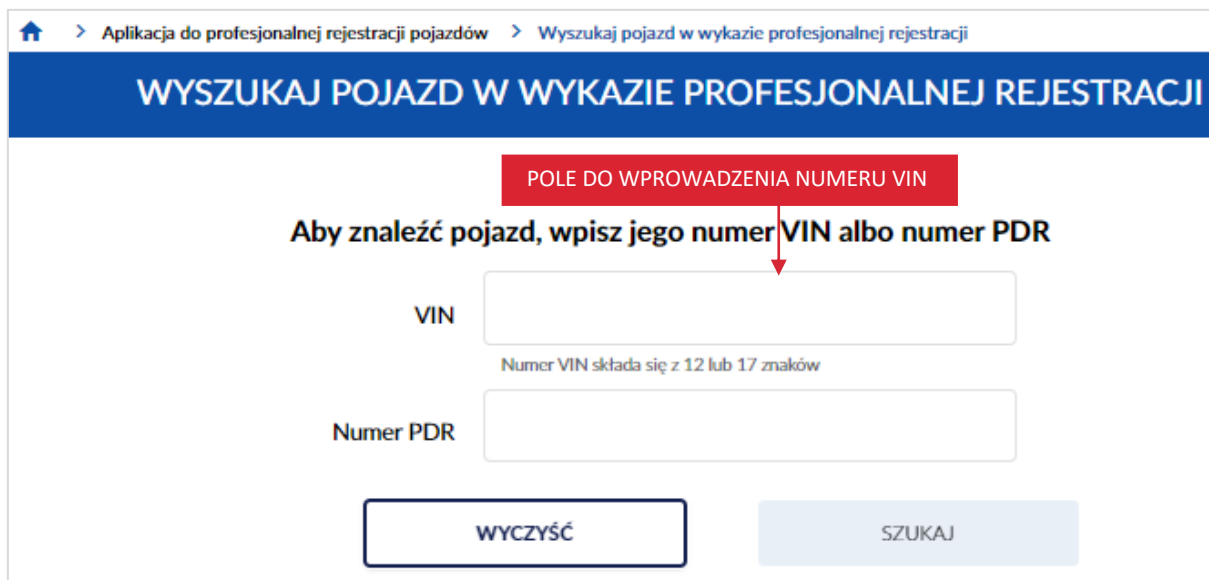 > Aplikacja do profesjonalnej rejestracji pojazdów > Wyszukaj pojazd w wykazie profesjonalnej rejestracji
WYSZUKAJ POJAZD W WYKAZIE PROFESJONALNEJ REJESTRACJI
POLE DO WPROWADZENIA NUMERU VIN
Aby znaleźć pojazd, wpisz jego numer VIN albo numer PDR
VIN
Numer VIN składa się z 12 lub 17 znaków
Numer PDR
WYCZYŚĆ SZUKAJ